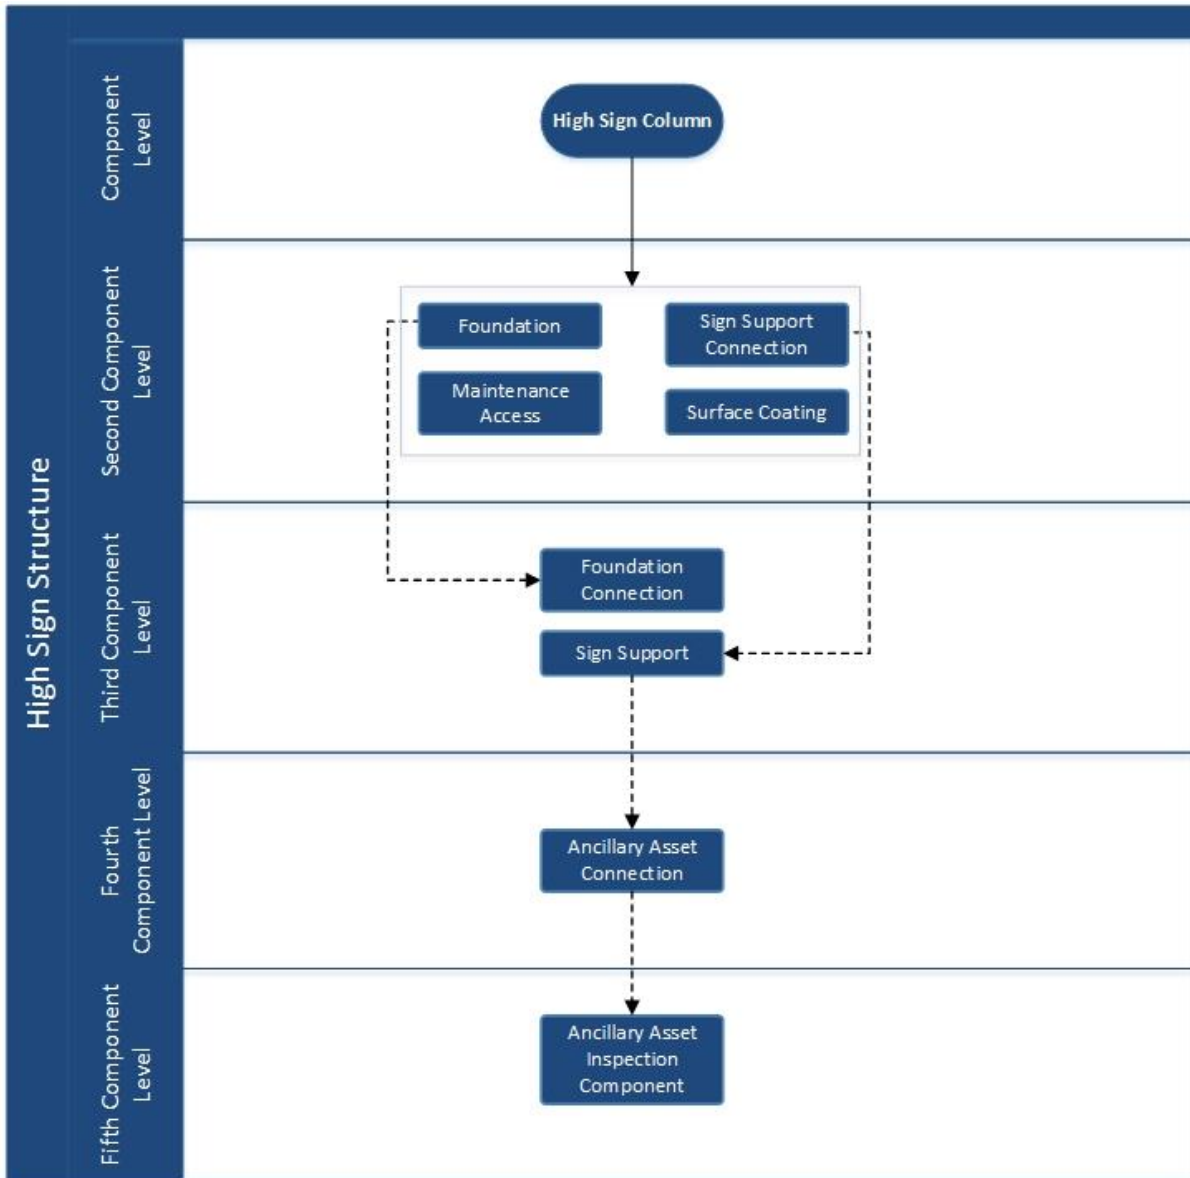 High Sign Structure
Component
Level
High Sign Column
Second Component
Level
Foundation
Sign Support
Connection
Maintenance
Access
Surface Coating
Third Component
Level
Foundation
Connection
Sign Support
Fourth
Component Level
Ancillary Asset
Connection
Fifth Component
Level
Ancillary Asset
Inspection
Component